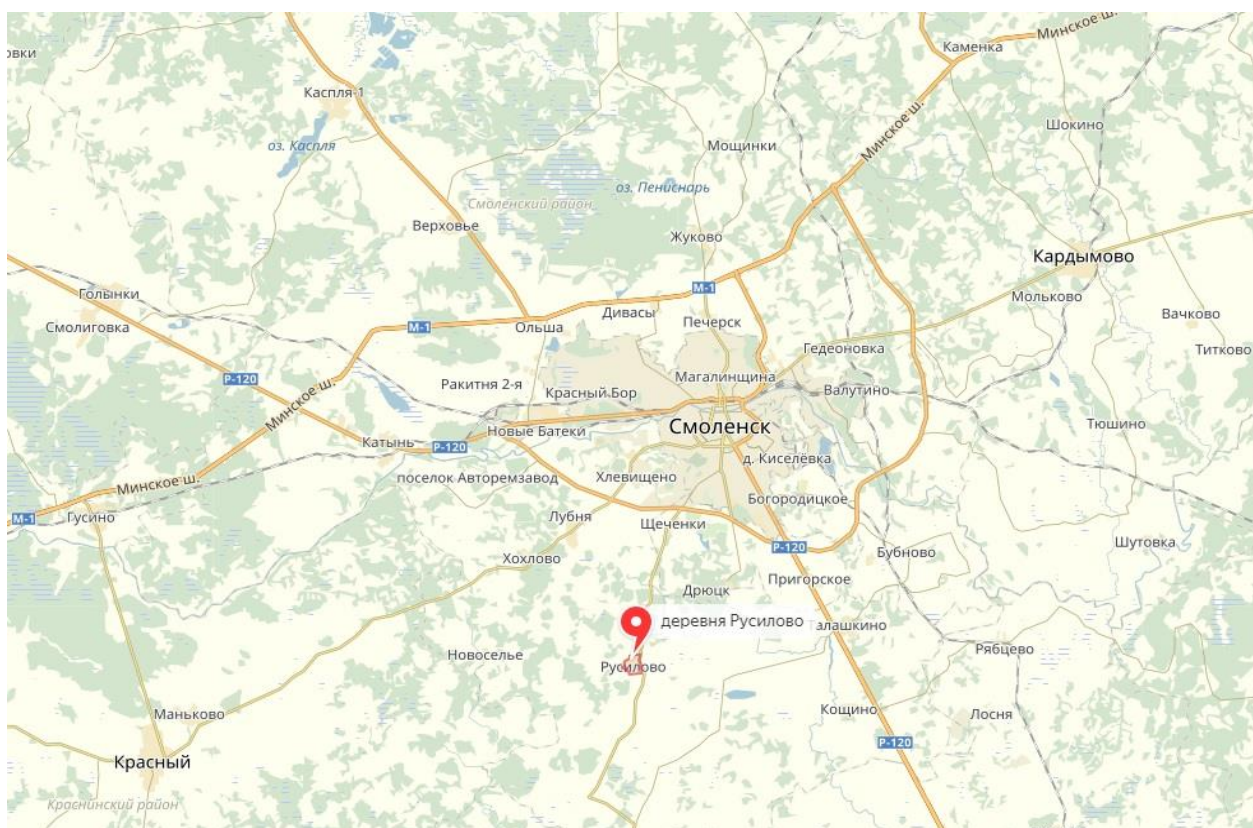 Минское ш.
Каменка
овки
Каспля-1
Шокино
Минское ш.
оз. Каспля
Мощинки
оз. Пениснарь
Смоленский район
Верховье
Жуково
Кардымово
М-1
Голынки
Мольково
Дивасы
Вачково
Смолиговка
М-1
Ольша
Печерск
Гедеоновка
Титково
Р-120
Ракитня 2-я
Магалинщина
Красный Бор
Валутино
Минское ш.
Смоленск
Тюшино
Новые Батеки
Катынь
Р-120
д. Киселёвка
поселок Авторемзавод
Хлевищено
Минское ш.
Богородицкое
М-1
Гусино
Лубня
Щеченки
Шутовка
Р-120
Хохлово
Бубново
Пригорское
Дрюцк
деревня Русилово
алашкино
Рябцево
Новоселье
Русилово
Маньково
Кощино
Лосня
Р-120
Красный
Краснинский район